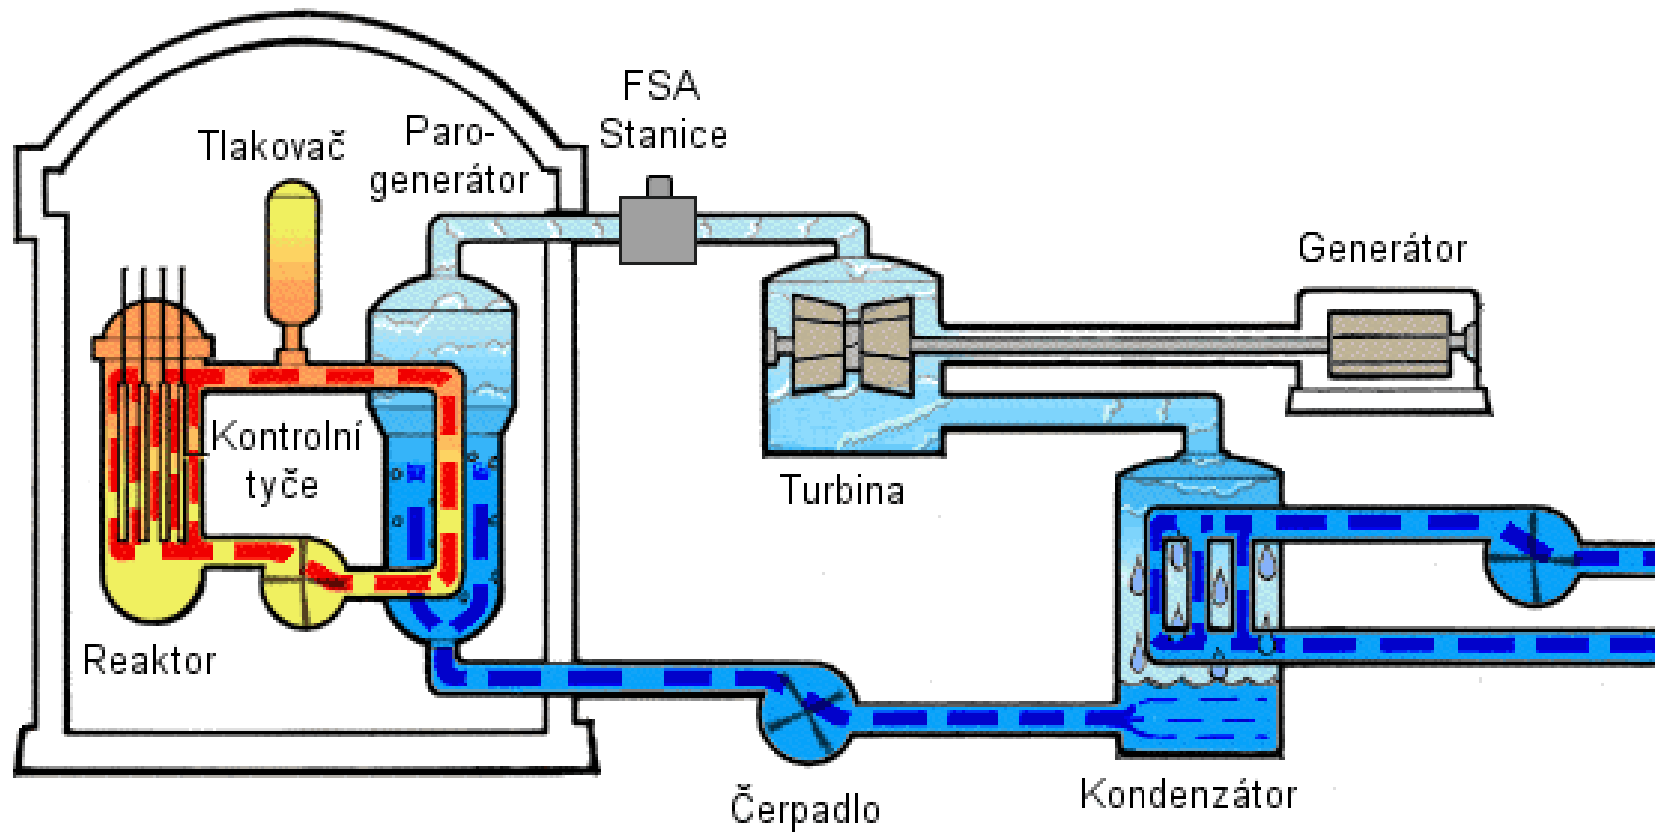 FSA
Stanice
Paro-
generátor
Tlakovač
Generátor
Kontrolní
tyče
Turbina
Reaktor
Čerpadlo
Kondenzátor